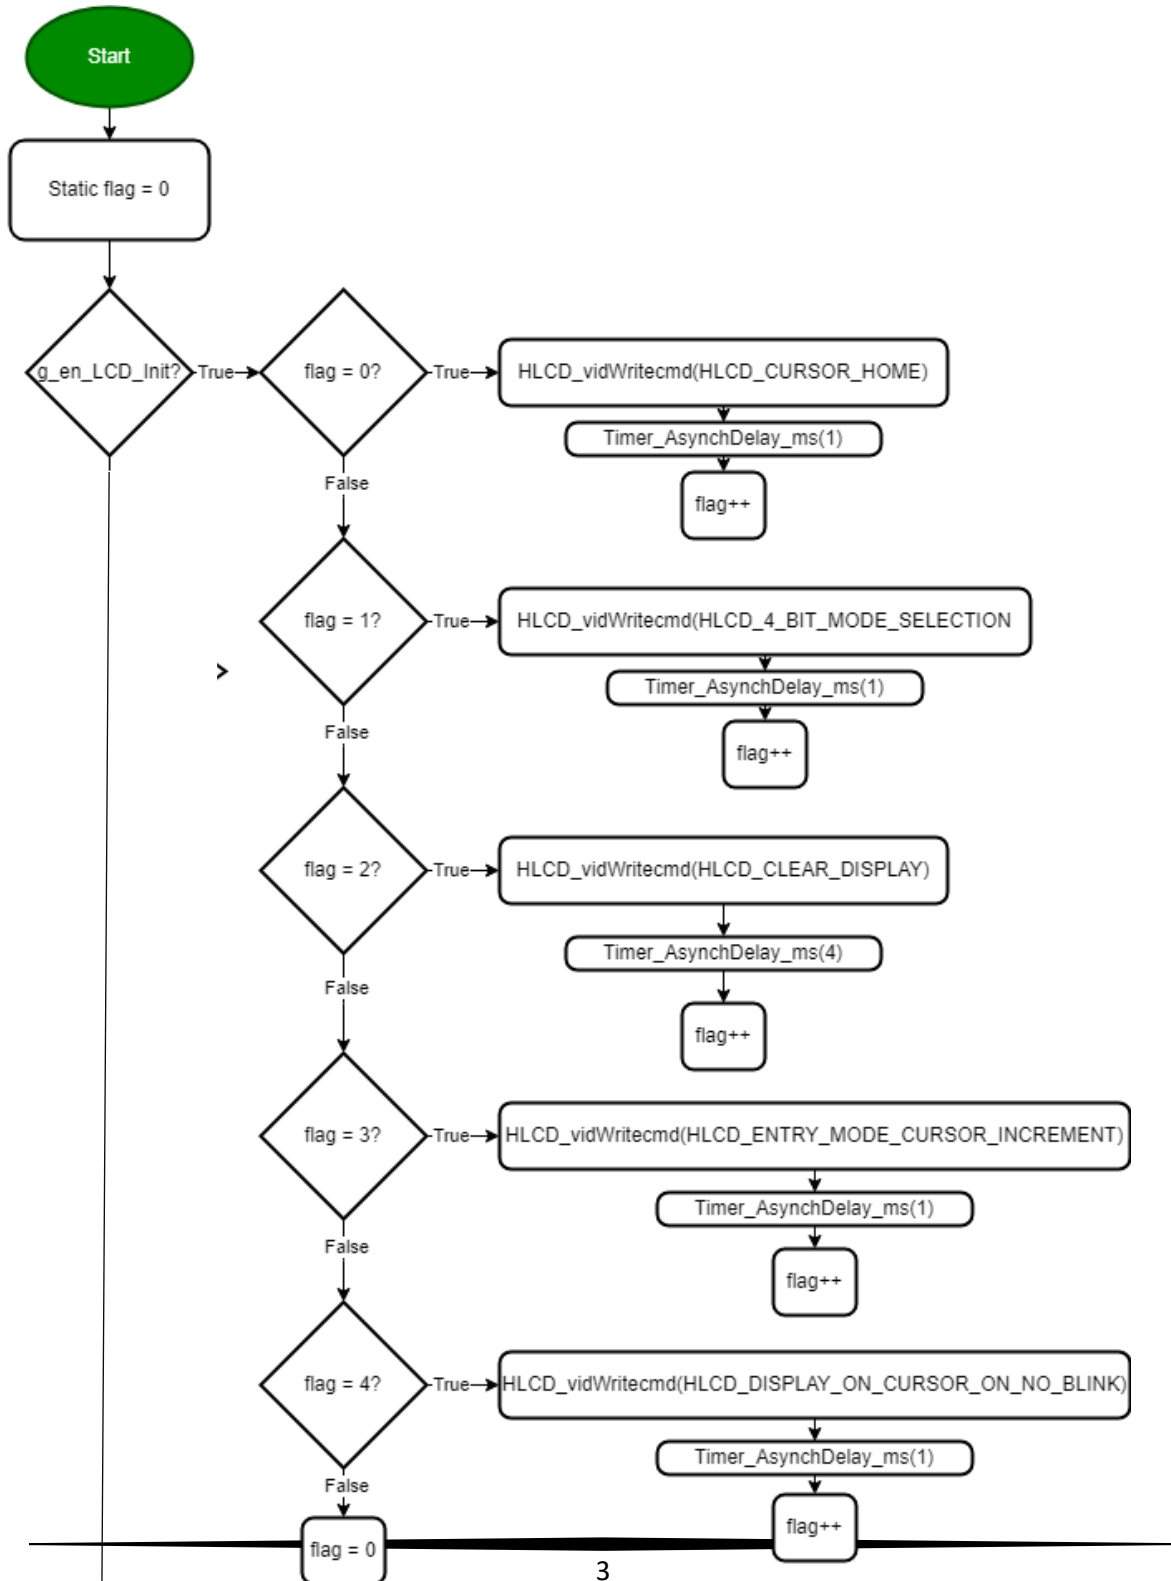 Start
Static flag = 0
g_en_LCD_Init?
True
flag = 0?
True
HLCD_vidWritecmd(HLCD_CURSOR_HOME)
Timer_AsynchDelay_ms(1)
flag++
False
flag = 1?
True
HLCD_vidWritecmd(HLCD_4_BIT_MODE_SELECTION
Timer_AsynchDelay_ms(1)
flag++
False
flag = 2?
True
HLCD_vidWritecmd(HLCD_CLEAR_DISPLAY)
Timer_AsynchDelay_ms(4)
flag++
False
flag = 3?
True
HLCD_vidWritecmd(HLCD_ENTRY_MODE_CURSOR_INCREMENT)
Timer_AsynchDelay_ms(1)
flag++
False
flag = 4?
True
HLCD_vidWritecmd(HLCD_DISPLAY_ON_CURSOR_ON_NO_BLINK)
Timer_AsynchDelay_ms(1)
flag++
False
flag = 0
3